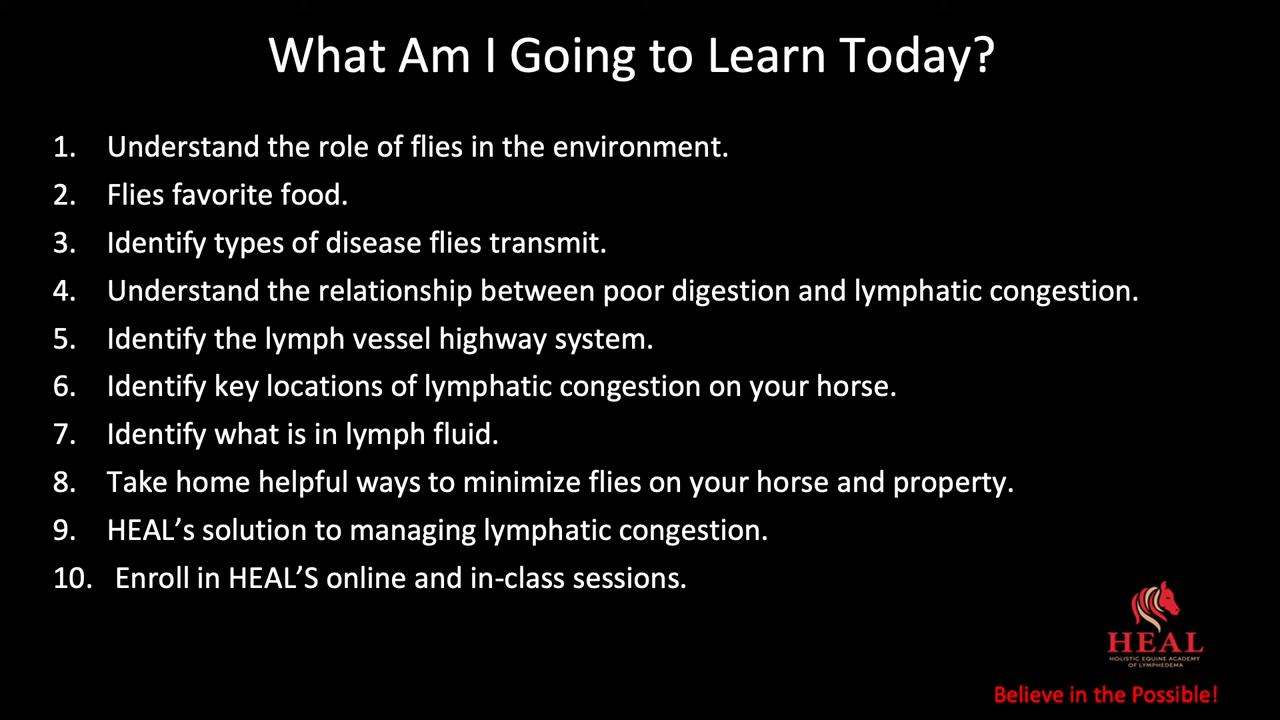 What Am I Going to Learn Today?
1. Understand the role of flies in the environment.
2. Flies favorite food.
3. Identify types of disease flies transmit.
4. Understand the relationship between poor digestion and lymphatic congestion.
5. Identify the lymph vessel highway system.
6. Identify key locations of lymphatic congestion on your horse.
7. Identify what is in lymph fluid.
8. Take home helpful ways to minimize flies on your horse and property.
9. HEAL’s solution to managing lymphatic congestion.
10. Enroll in HEAL’S online and in-class sessions.
HEAL
HOLISTIC EQUINE ACADEMY
OF LYMPHEDEMA
Believe in the Possible!